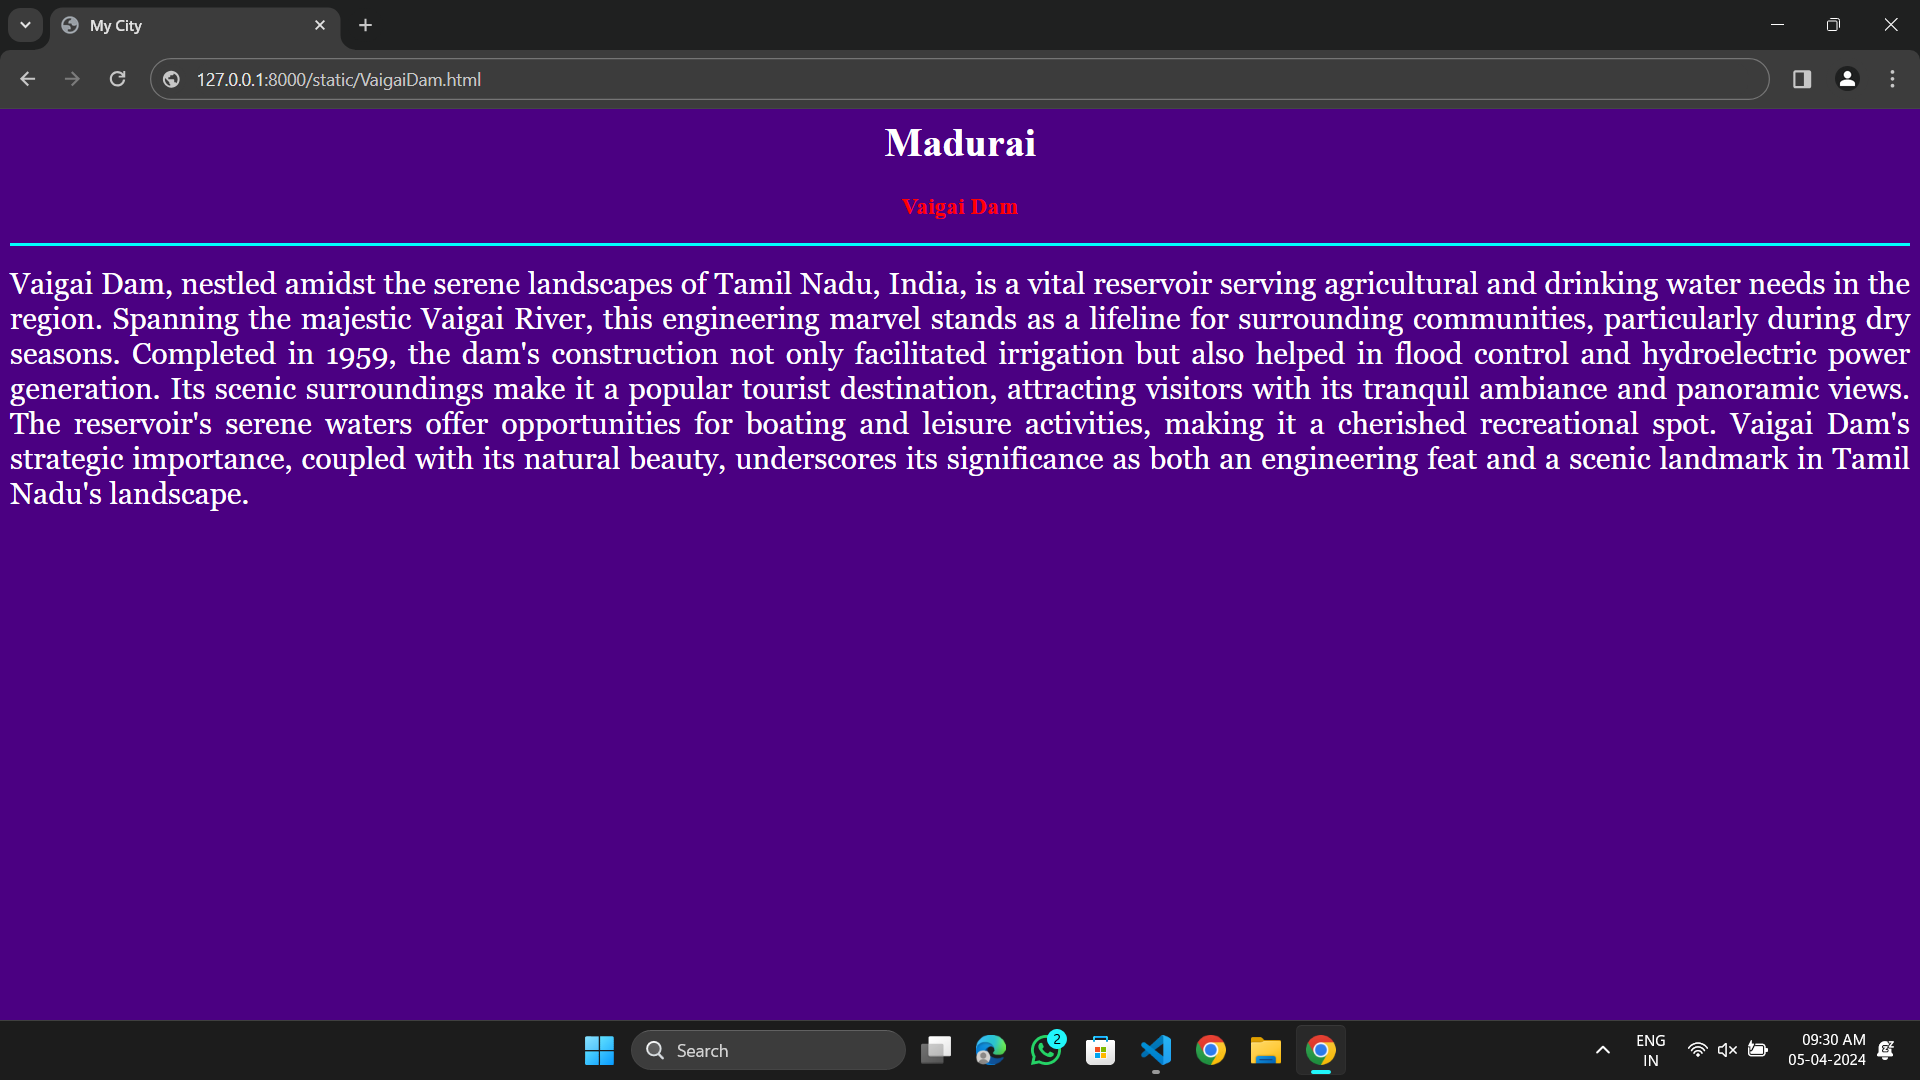 My City
127.0.0.1:8000/static/VaigaiDam.html
Madurai
Vaigai Dam
Vaigai Dam, nestled amidst the serene landscapes of Tamil Nadu, India, is a vital reservoir serving agricultural and drinking water needs in the
region. Spanning the majestic Vaigai River, this engineering marvel stands as a lifeline for surrounding communities, particularly during dry
seasons. Completed in 1959, the dam's construction not only facilitated irrigation but also helped in flood control and hydroelectric power
generation. Its scenic surroundings make it a popular tourist destination, attracting visitors with its tranquil ambiance and panoramic views.
The reservoir's serene waters offer opportunities for boating and leisure activities, making it a cherished recreational spot. Vaigai Dam's
strategic importance, coupled with its natural beauty, underscores its significance as both an engineering feat and a scenic landmark in Tamil
Nadu's landscape.
Search
2
ENG
IN
09:30 AM
05-04-2024